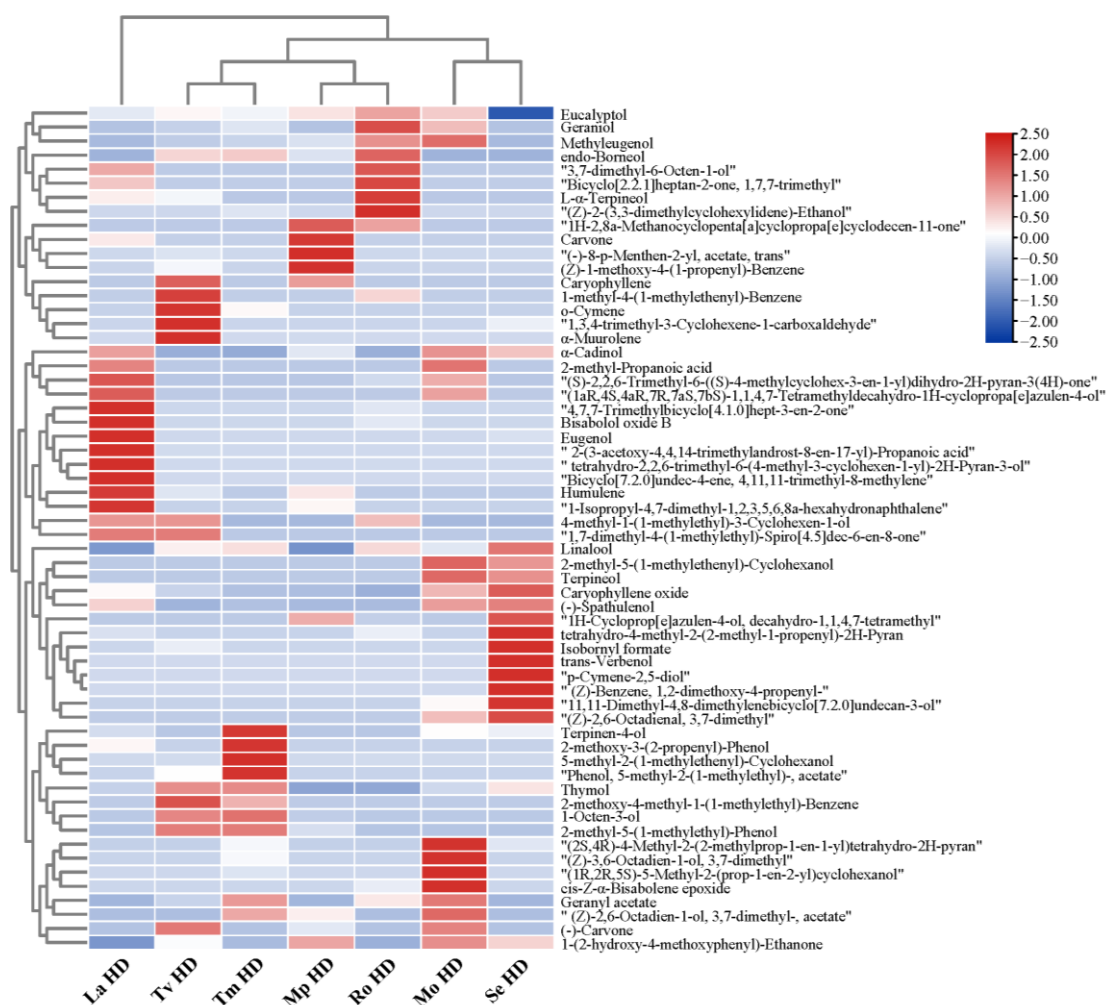 Eucalyptol
Geraniol
Methyleugenol
endo-Borneol
"3,7-dimethyl-6-Octen-1-ol"
"Bicyclo[2.2.1]heptan-2-one, 1,7,7-trimethyl"
L-α-Terpineol
"(Z)-2-(3,3-dimethylcyclohexylidene)-Ethanol"
"1H-2,8a-Methanocyclopenta[a]cyclopropa[e]cyclodecen-11-one"
Carvone
"(-)-8-p-Menthen-2-yl, acetate, trans"
(Z)-1-methoxy-4-(1-propenyl)-Benzene
Caryophyllene
1-methyl-4-(1-methylethenyl)-Benzene
o-Cymene
"1,3,4-trimethyl-3-Cyclohexene-1-carboxaldehyde"
α-Muurolene
α-Cadinol
2-methyl-Propanoic acid
"(S)-2,2,6-Trimethyl-6-((S)-4-methylcyclohex-3-en-1-yl)dihydro-2H-pyran-3(4H)-one"
"(1aR,4S,4aR,7R,7aS,7bS)-1,1,4,7-Tetramethyldecahydro-1H-cyclopropa[e]azulen-4-ol"
"4,7,7-Trimethylbicyclo[4.1.0]hept-3-en-2-one"
Bisabolol oxide B
Eugenol
" 2-(3-acetoxy-4,4,14-trimethylandrost-8-en-17-yl)-Propanoic acid"
" tetrahydro-2,2,6-trimethyl-6-(4-methyl-3-cyclohexen-1-yl)-2H-Pyran-3-ol"
"Bicyclo[7.2.0]undec-4-ene, 4,11,11-trimethyl-8-methylene"
Humulene
"1-Isopropyl-4,7-dimethyl-1,2,3,5,6,8a-hexahydronaphthalene"
4-methyl-1-(1-methylethyl)-3-Cyclohexen-1-ol
"1,7-dimethyl-4-(1-methylethyl)-Spiro[4.5]dec-6-en-8-one"
Linalool
2-methyl-5-(1-methylethenyl)-Cyclohexanol
Terpineol
Caryophyllene oxide
(-)-Spathulenol
"1H-Cycloprop[e]azulen-4-ol, decahydro-1,1,4,7-tetramethyl"
tetrahydro-4-methyl-2-(2-methyl-1-propenyl)-2H-Pyran
Isobornyl formate
trans-Verbenol
"p-Cymene-2,5-diol"
" (Z)-Benzene, 1,2-dimethoxy-4-propenyl-"
"11,11-Dimethyl-4,8-dimethylenebicyclo[7.2.0]undecan-3-ol"
"(Z)-2,6-Octadienal, 3,7-dimethyl"
Terpinen-4-ol
2-methoxy-3-(2-propenyl)-Phenol
5-methyl-2-(1-methylethenyl)-Cyclohexanol
"Phenol, 5-methyl-2-(1-methylethyl)-, acetate"
Thymol
2-methoxy-4-methyl-1-(1-methylethyl)-Benzene
1-Octen-3-ol
2-methyl-5-(1-methylethyl)-Phenol
"(2S,4R)-4-Methyl-2-(2-methylprop-1-en-1-yl)tetrahydro-2H-pyran"
"(Z)-3,6-Octadien-1-ol, 3,7-dimethyl"
"(1R,2R,5S)-5-Methyl-2-(prop-1-en-2-yl)cyclohexanol"
cis-Z-α-Bisabolene epoxide
Geranyl acetate
" (Z)-2,6-Octadien-1-ol, 3,7-dimethyl-, acetate"
(-)-Carvone
1-(2-hydroxy-4-methoxyphenyl)-Ethanone
2.50
2.00
1.50
1.00
0.50
0.00
−0.50
−1.00
−1.50
−2.00
−2.50
La HD
Tv HD
Tm HD
Mp HD
Ro HD
Mo HD
Se HD